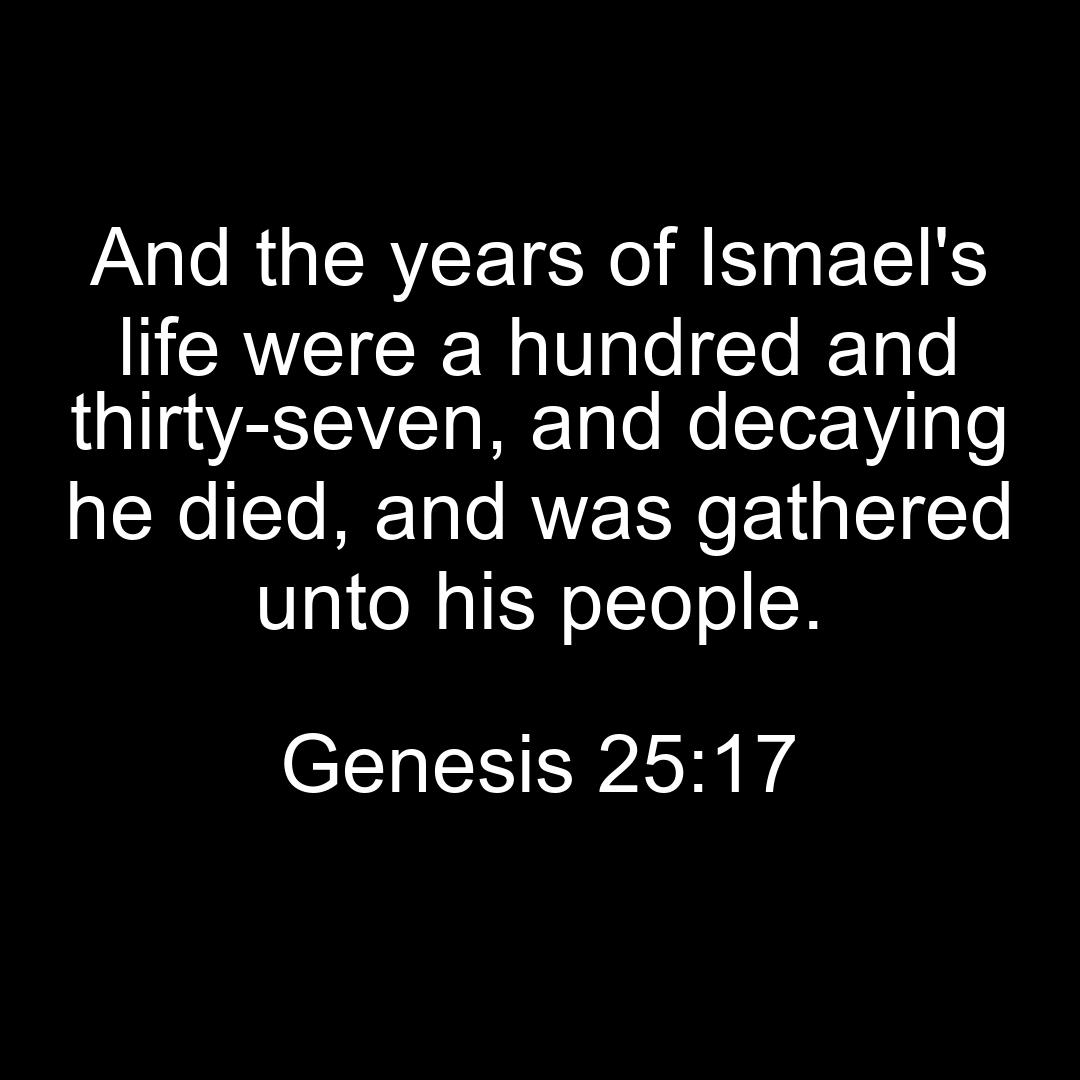 And the years of Ismael's
life were a hundred and
thirty-seven, and decaying
he died, and was gathered
unto his people.
Genesis 25:17